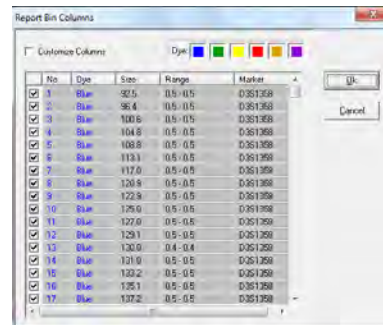 Report Bin Columns
Customize Columns Dye:
No Dye Size Range Marker
1 Blue 92.5 0.5 - 0.5 D3S1358
2 Blue 96.4 0.5 - 0.5 D3S1358
3 Blue 100.6 0.5 - 0.5 D3S1358
4 Blue 104.8 0.5 - 0.5 D3S1358
5 Blue 108.8 0.5 - 0.5 D3S1358
6 Blue 113.1 0.5 - 0.5 D3S1358
7 Blue 117.0 0.5 - 0.5 D3S1358
8 Blue 120.9 0.5 - 0.5 D3S1358
9 Blue 122.9 0.5 - 0.5 D3S1358
10 Blue 125.0 0.5 - 0.5 D3S1358
11 Blue 127.0 0.5 - 0.5 D3S1358
12 Blue 129.1 0.5 - 0.5 D3S1358
13 Blue 130.0 0.4 - 0.4 D3S1358
14 Blue 131.0 0.5 - 0.5 D3S1358
15 Blue 133.2 0.5 - 0.5 D3S1358
16 Blue 135.1 0.5 - 0.5 D3S1358
17 Blue 137.2 0.5 - 0.5 D3S1358
Ok
Cancel